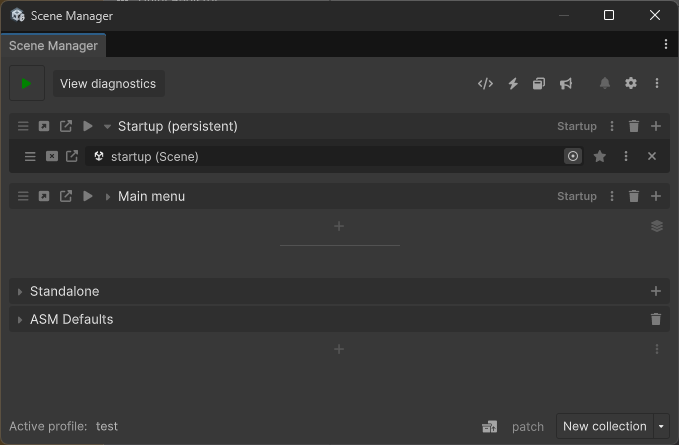 Scene Manager
Scene Manager
View diagnostics
Startup (persistent) Startup
startup (Scene)
Main menu Startup
Standalone
ASM Defaults
Active profile: test patch New collection